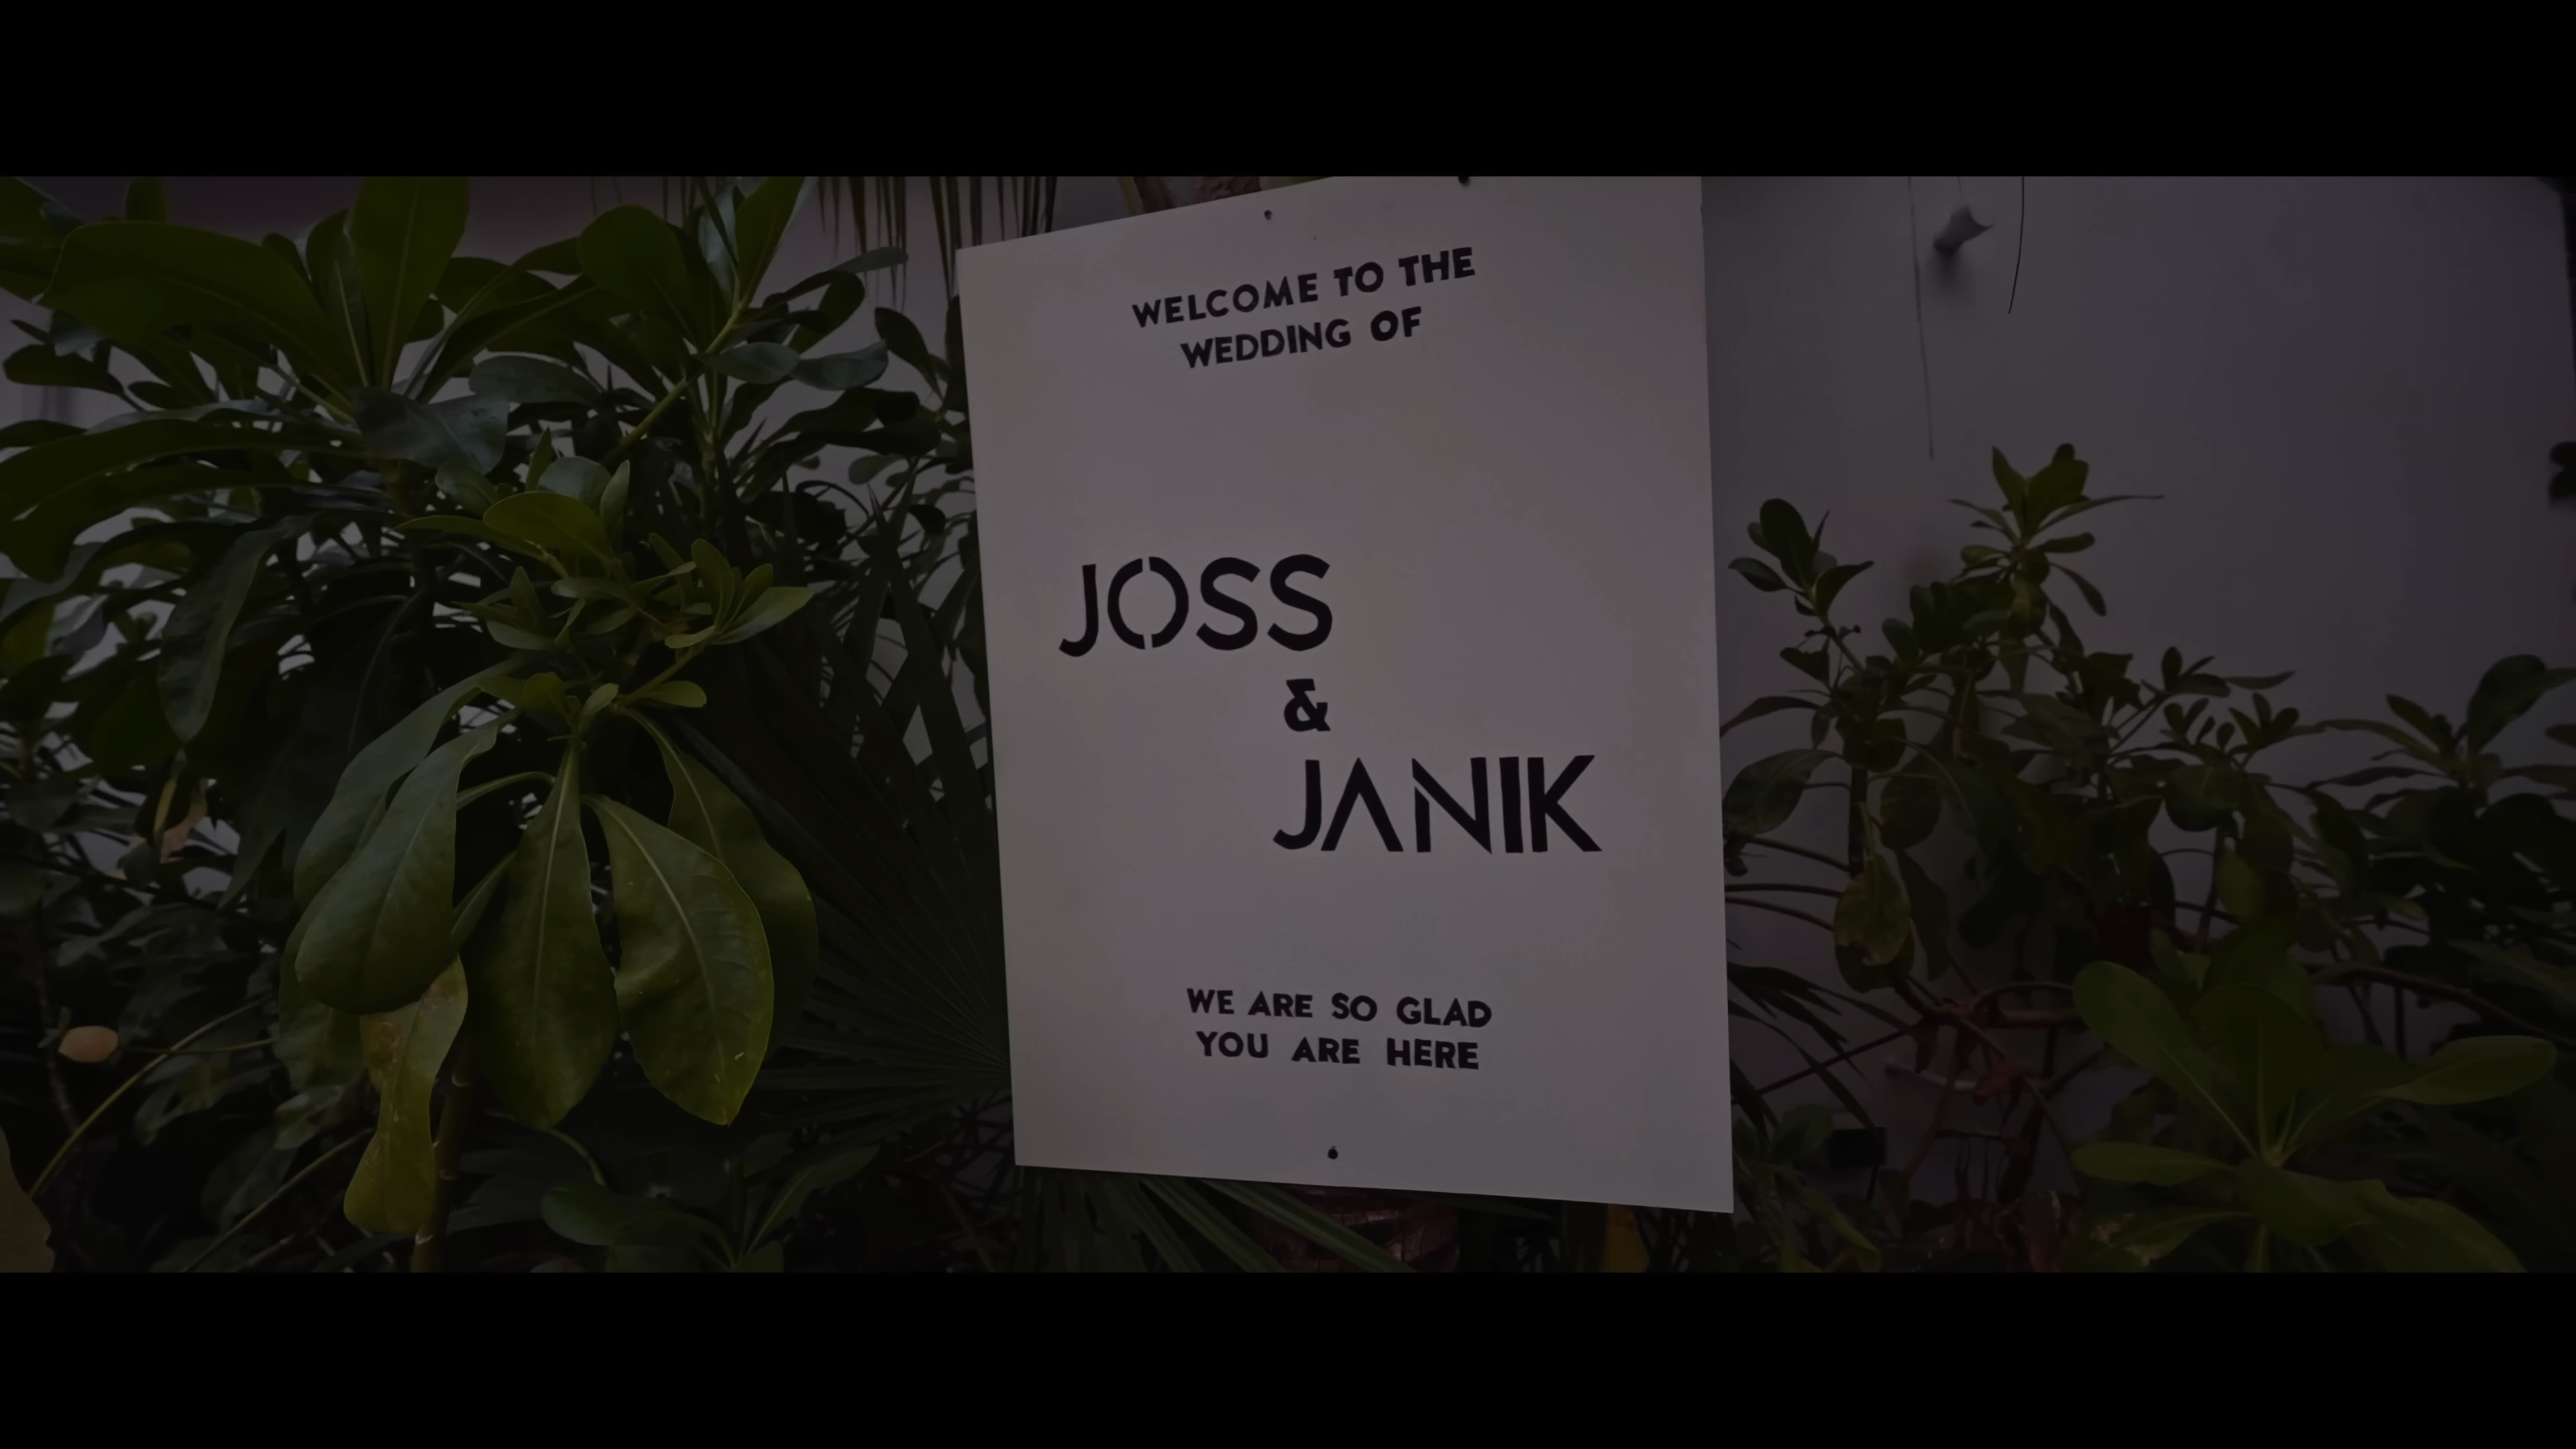 WELCOME TO THE
WEDDING OF
JOSS
&
JANIK
WE ARE SO GLAD
YOU ARE HERE